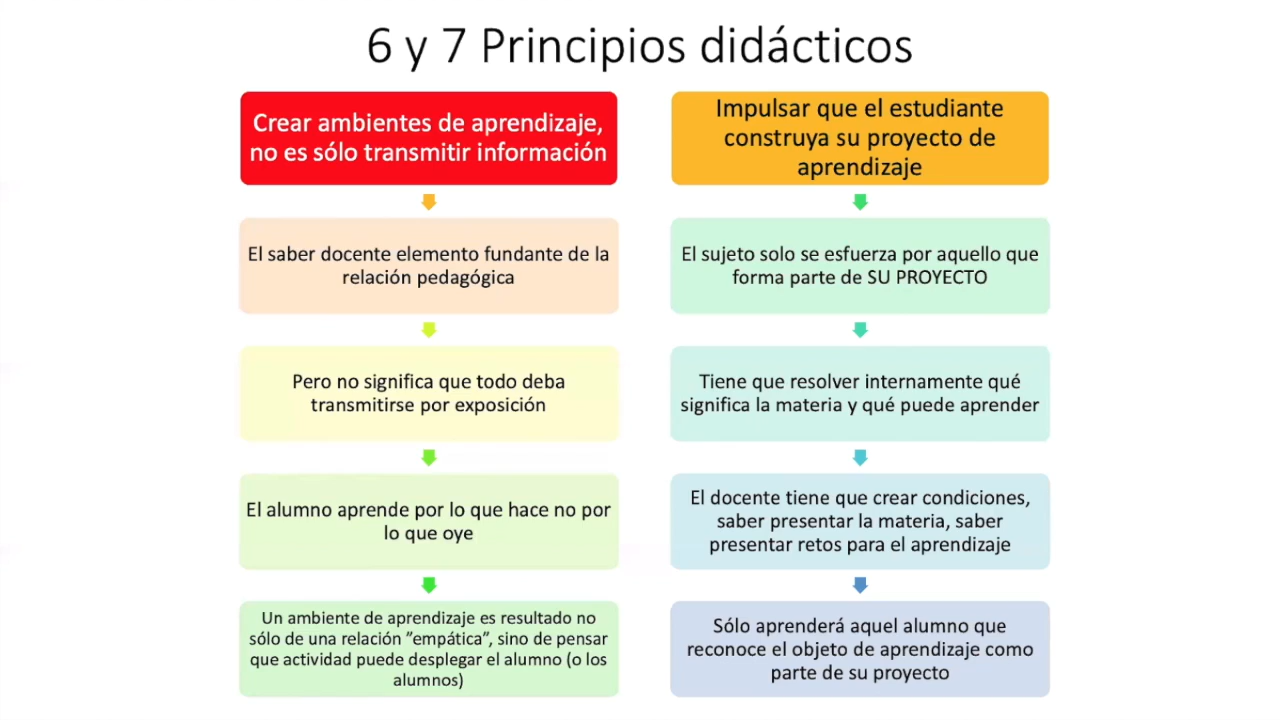 6 y 7 Principios didácticos
Crear ambientes de aprendizaje,
no es sólo transmitir información
El saber docente elemento fundante de la
relación pedagógica
Pero no significa que todo deba
transmitirse por exposición
El alumno aprende por lo que hace no por
lo que oye
Un ambiente de aprendizaje es resultado no
sólo de una relación ”empática”, sino de pensar
que actividad puede desplegar el alumno (o los
alumnos)
Impulsar que el estudiante
construya su proyecto de
aprendizaje
El sujeto solo se esfuerza por aquello que
forma parte de SU PROYECTO
Tiene que resolver internamente qué
significa la materia y qué puede aprender
El docente tiene que crear condiciones,
saber presentar la materia, saber
presentar retos para el aprendizaje
Sólo aprenderá aquel alumno que
reconoce el objeto de aprendizaje como
parte de su proyecto